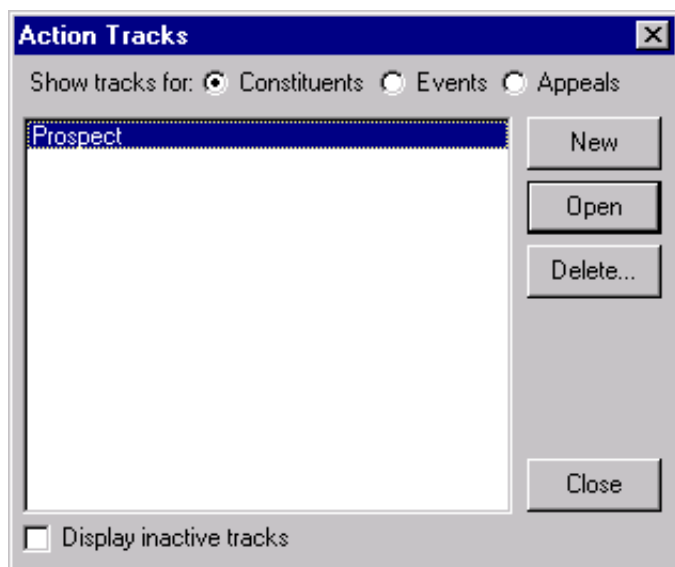 Action Tracks
Show tracks for: Constituents Events Appeals
Prospect
New
Open
Delete...
Close
Display inactive tracks